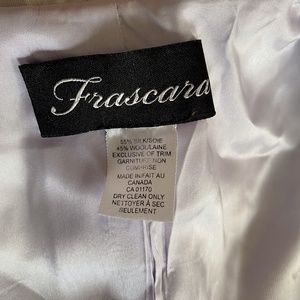 Frascara
55% SILK/SOIE
45% WOOL/LAINE
EXCLUSIVE OF TRIM
GARNITURE NON
COMPRISE
MADE IN/FAIT AU
CANADA
CA 01170
DRY CLEAN ONLY
NETTOYER À SEC
SEULEMENT